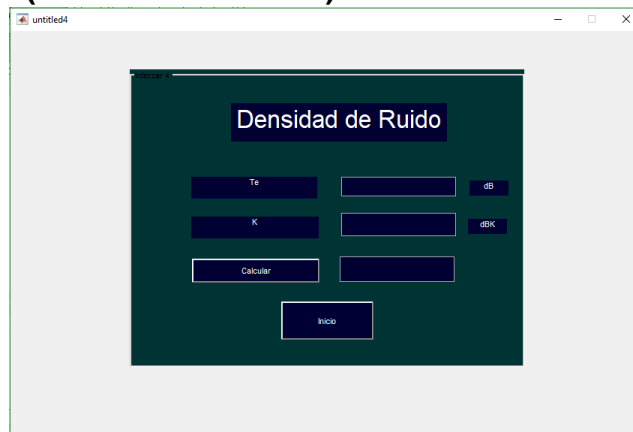 untitled4
Densidad de Ruido
Te
dB
K
dBK
Calcular
Inicio